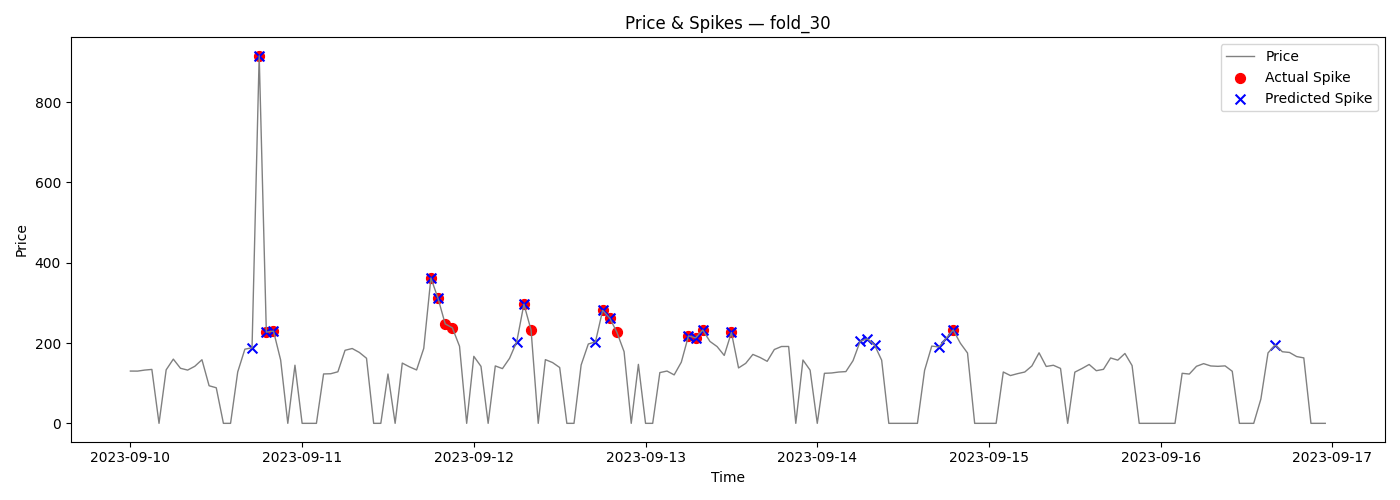 Price & Spikes — fold_30
Price
Actual Spike
Predicted Spike
800
600
400
200
0
Price
2023-09-10
2023-09-11
2023-09-12
2023-09-13
2023-09-14
2023-09-15
2023-09-16
2023-09-17
Time